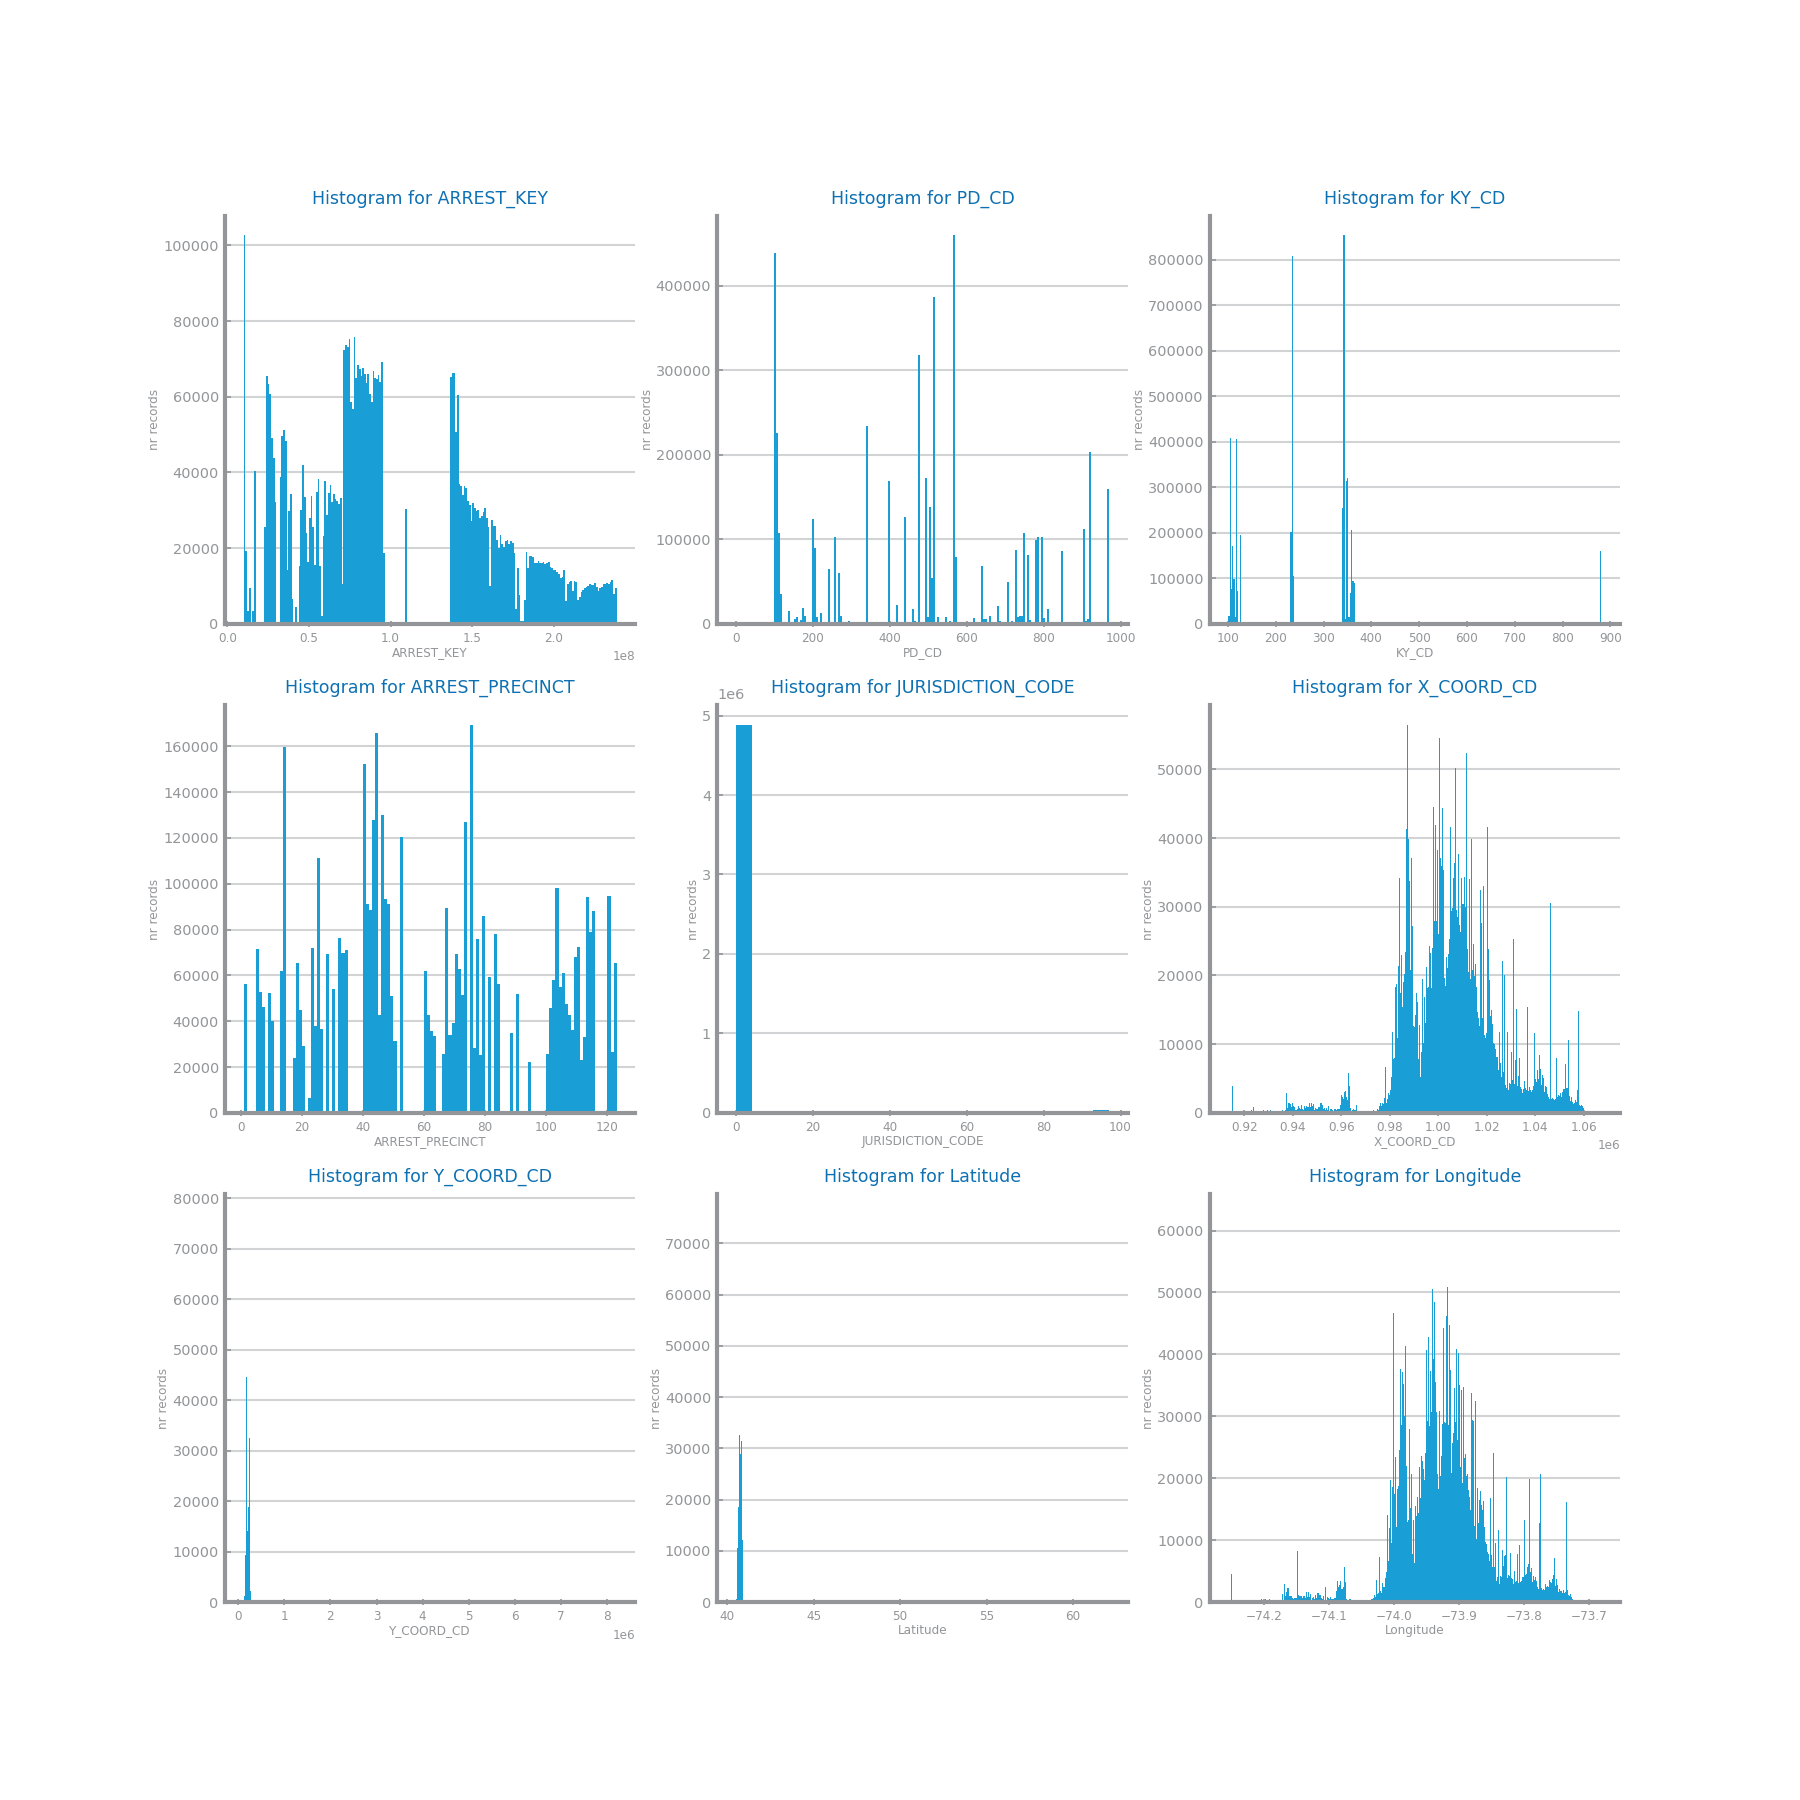 Histogram for ARREST_KEY
nr records
100000
80000
60000
40000
20000
0
0.0 0.5 1.0 1.5 2.0
ARREST_KEY
1e8
Histogram for PD_CD
nr records
400000
300000
200000
100000
0
0 200 400 600 800 1000
PD_CD
Histogram for KY_CD
nr records
800000
700000
600000
500000
400000
300000
200000
100000
0
100 200 300 400 500 600 700 800 900
KY_CD
Histogram for ARREST_PRECINCT
nr records
160000
140000
120000
100000
80000
60000
40000
20000
0
0 20 40 60 80 100 120
ARREST_PRECINCT
Histogram for JURISDICTION_CODE
1e6
nr records
5
4
3
2
1
0
0 20 40 60 80 100
JURISDICTION_CODE
Histogram for X_COORD_CD
nr records
50000
40000
30000
20000
10000
0
0.92 0.94 0.96 0.98 1.00 1.02 1.04 1.06
X_COORD_CD
1e6
Histogram for Y_COORD_CD
nr records
80000
70000
60000
50000
40000
30000
20000
10000
0
0 1 2 3 4 5 6 7 8
Y_COORD_CD
1e6
Histogram for Latitude
nr records
70000
60000
50000
40000
30000
20000
10000
0
40 45 50 55 60
Latitude
Histogram for Longitude
nr records
60000
50000
40000
30000
20000
10000
0
−74.2 −74.1 −74.0 −73.9 −73.8 −73.7
Longitude